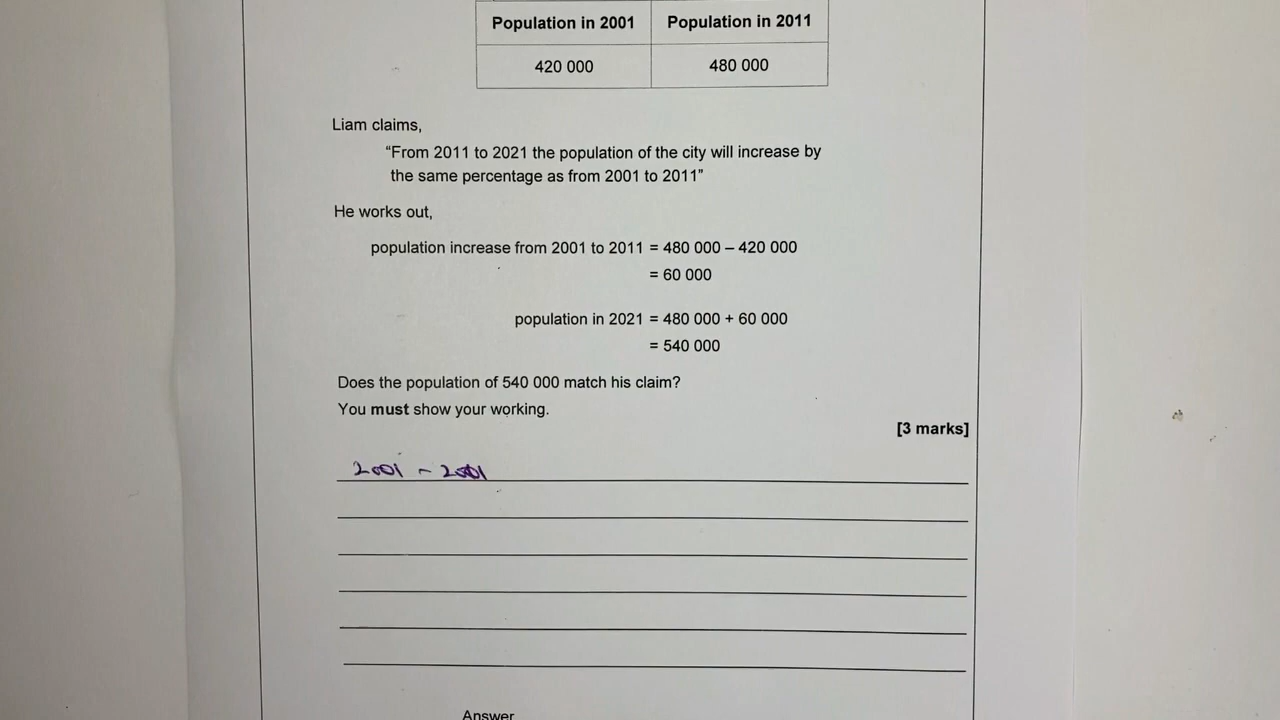 Population in 2001 Population in 2011
420 000 480 000
Liam claims,
“From 2011 to 2021 the population of the city will increase by
the same percentage as from 2001 to 2011”
He works out,
population increase from 2001 to 2011 = 480 000 – 420 000
= 60 000
population in 2021 = 480 000 + 60 000
= 540 000
Does the population of 540 000 match his claim?
You must show your working.
[3 marks]
2001 - 2001
Answer